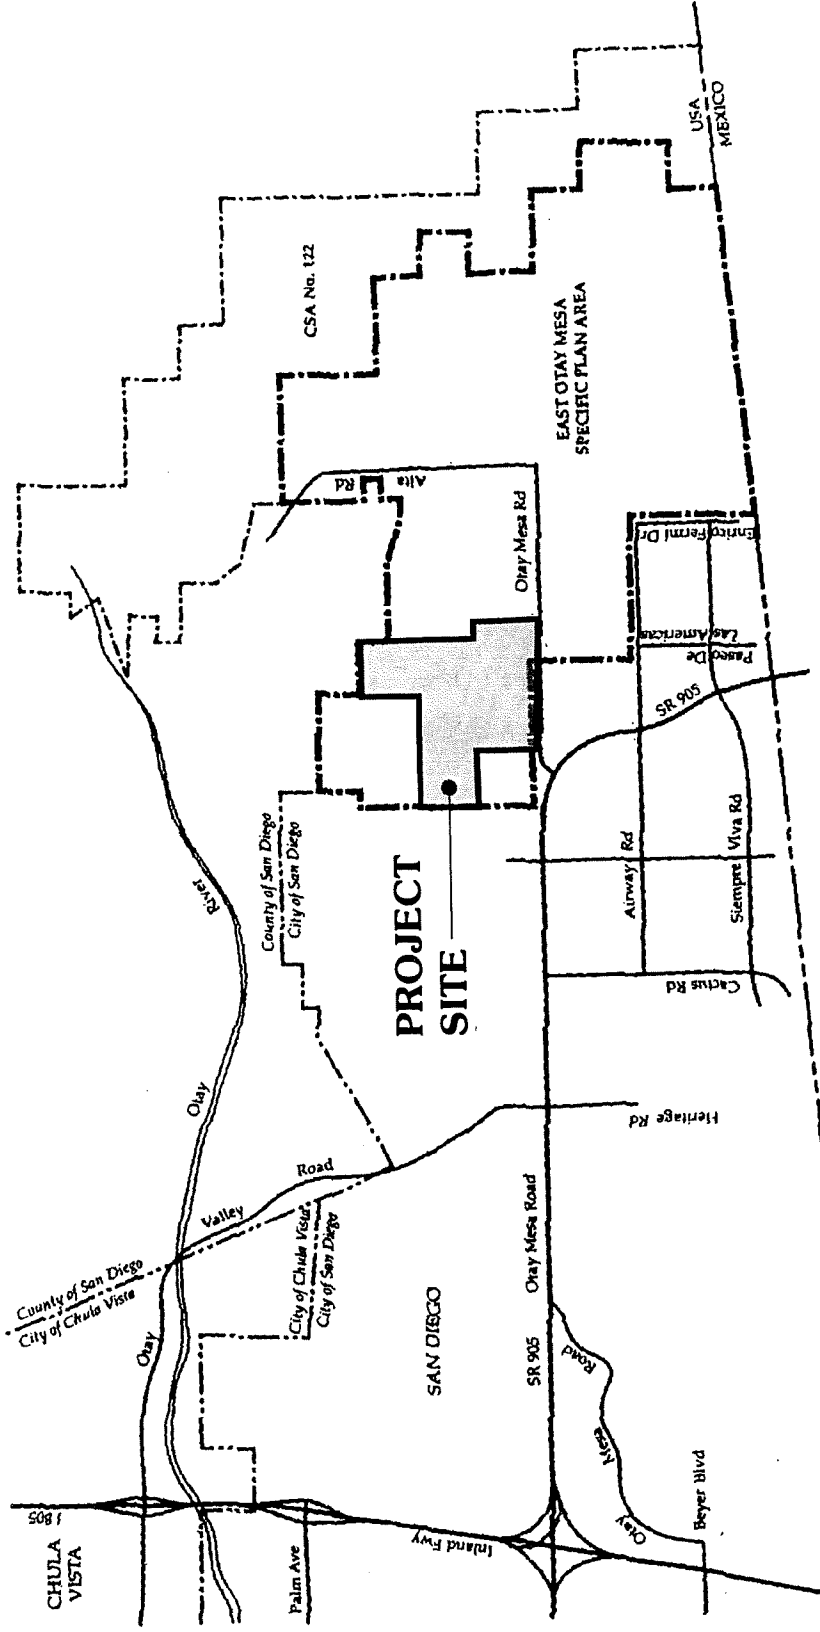 CHULA
VISTA
I 805
Palm Ave
Inland Fwy
Otay
Valley
Road
County of San Diego
City of Chula Vista
City of Chula Vista
City of San Diego
SAN DIEGO
SR 905
Otay Mesa Road
Otay
Mesa
Road
Beyer Blvd
Heritage Rd
Otay
River
County of San Diego
City of San Diego
PROJECT
SITE
Cactus Rd
Airway Rd
Siempre Viva Rd
SR 905
Paseo De
Las Americas
Enrico
Fermi Dr
Otay Mesa Rd
Alta
Rd
CSA No. 122
EAST OTAY MESA
SPECIFIC PLAN AREA
USA
MEXICO